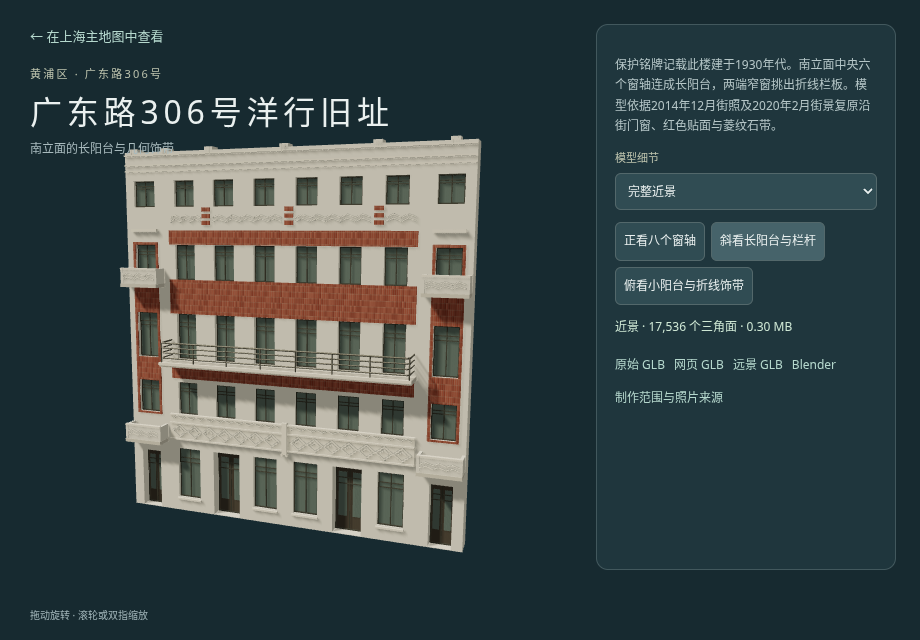 ← 在上海主地图中查看
黄浦区 · 广东路306号
广东路306号洋行旧址
南立面的长阳台与几何饰带
保护铭牌记载此楼建于1930年代。南立面中央六
个窗轴连成长阳台，两端窄窗挑出折线栏板。模
型依据2014年12月街照及2020年2月街景复原沿
街门窗、红色贴面与菱纹石带。
模型细节
完整近景
正看八个窗轴
斜看长阳台与栏杆
俯看小阳台与折线饰带
近景 · 17,536 个三角面 · 0.30 MB
原始 GLB 网页 GLB 远景 GLB Blender
制作范围与照片来源
拖动旋转 · 滚轮或双指缩放